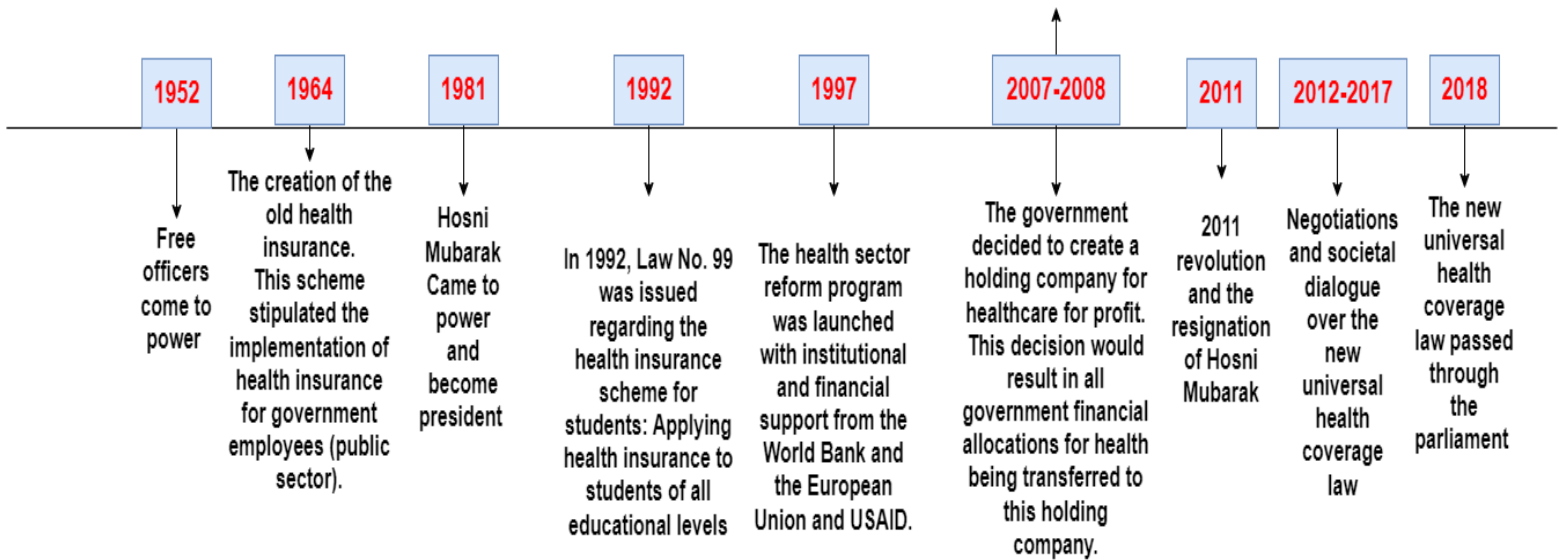 1952
Free
officers
come to
power
1964
The creation of the
old health
insurance.
This scheme
stipulated the
implementation of
health insurance
for government
employees (public
sector).
1981
Hosni
Mubarak
Came to
power
and
become
president
1992
In 1992, Law No. 99
was issued
regarding the
health insurance
scheme for
students: Applying
health insurance to
students of all
educational levels
1997
The health sector
reform program
was launched
with institutional
and financial
support from the
World Bank and
the European
Union and USAID.
2007-2008
The government
decided to create a
holding company for
healthcare for profit.
This decision would
result in all
government financial
allocations for health
being transferred to
this holding
company.
2011
2011
revolution
and the
resignation
of Hosni
Mubarak
2012-2017
Negotiations
and societal
dialogue
over the
new
universal
health
coverage
law
2018
The new
universal
health
coverage
law passed
through
the
parliament